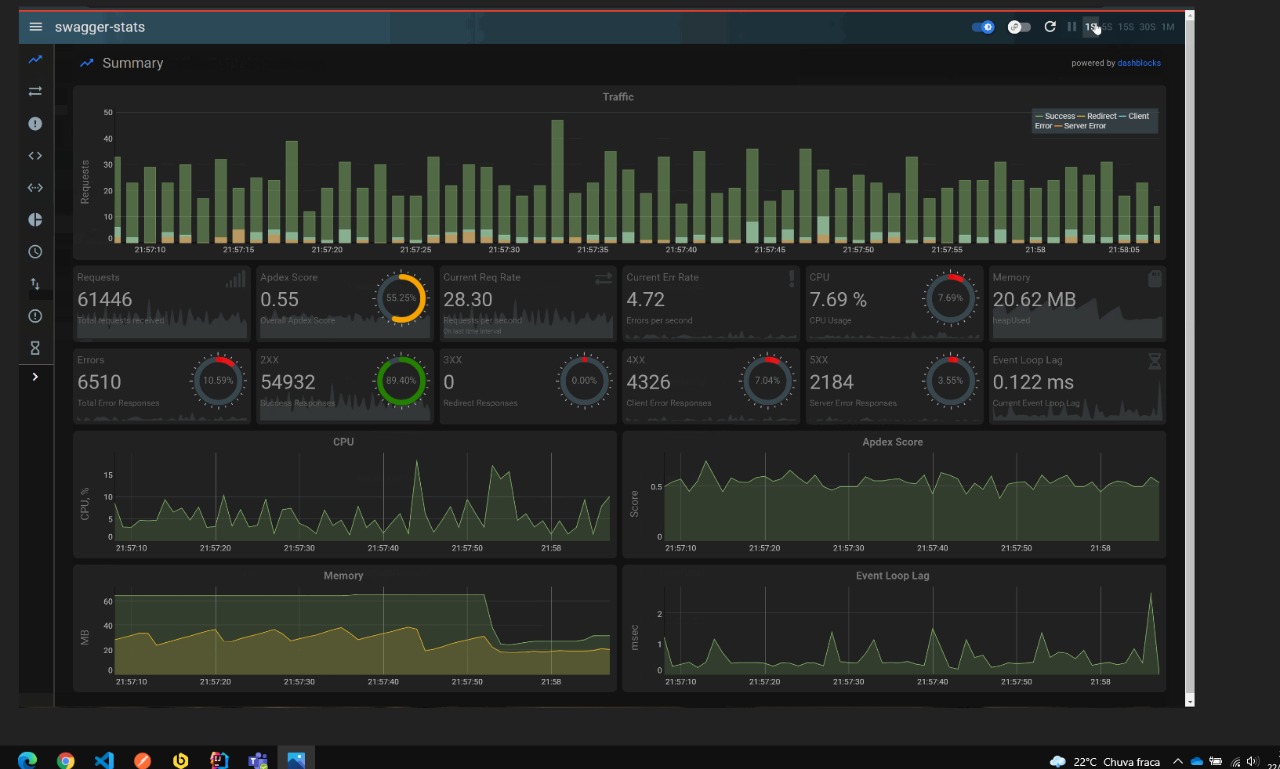 swagger-stats
1S 5S 15S 30S 1M
Summary
powered by dashblocks
Traffic
Success Redirect Client
Error Server Error
Requests
50
40
30
20
10
0
21:57:10 21:57:15 21:57:20 21:57:25 21:57:30 21:57:35 21:57:40 21:57:45 21:57:50 21:57:55 21:58 21:58:05
Requests
61446
Total requests received
Apdex Score
0.55
Overall Apdex Score
55.25%
Current Req Rate
28.30
Requests per second
On last time interval
Current Err Rate
4.72
Errors per second
CPU
7.69 %
CPU Usage
7.69%
Memory
20.62 MB
heapUsed
Errors
6510
Total Error Responses
10.59%
2XX
54932
Success Responses
89.40%
3XX
0
Redirect Responses
0.00%
4XX
4326
Client Error Responses
7.04%
5XX
2184
Server Error Responses
3.55%
Event Loop Lag
0.122 ms
Current Event Loop Lag
CPU
CPU, %
15
10
5
0
21:57:10 21:57:20 21:57:30 21:57:40 21:57:50 21:58
Apdex Score
Score
0.5
0
21:57:10 21:57:20 21:57:30 21:57:40 21:57:50 21:58
Memory
MB
60
40
20
0
21:57:10 21:57:20 21:57:30 21:57:40 21:57:50 21:58
Event Loop Lag
msec
2
1
0
21:57:10 21:57:20 21:57:30 21:57:40 21:57:50 21:58
22°C Chuva fraca